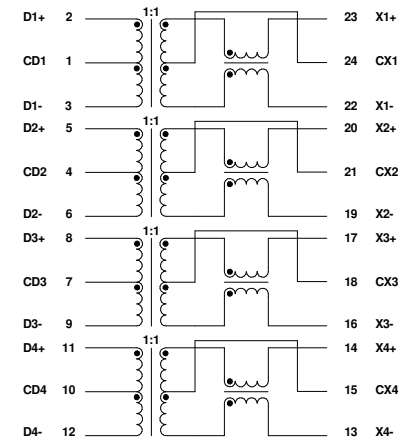 D1+ 2 1:1 23 X1+
CD1 1 24 CX1
D1- 3 22 X1-
D2+ 5 1:1 20 X2+
CD2 4 21 CX2
D2- 6 19 X2-
D3+ 8 1:1 17 X3+
CD3 7 18 CX3
D3- 9 16 X3-
D4+ 11 1:1 14 X4+
CD4 10 15 CX4
D4- 12 13 X4-